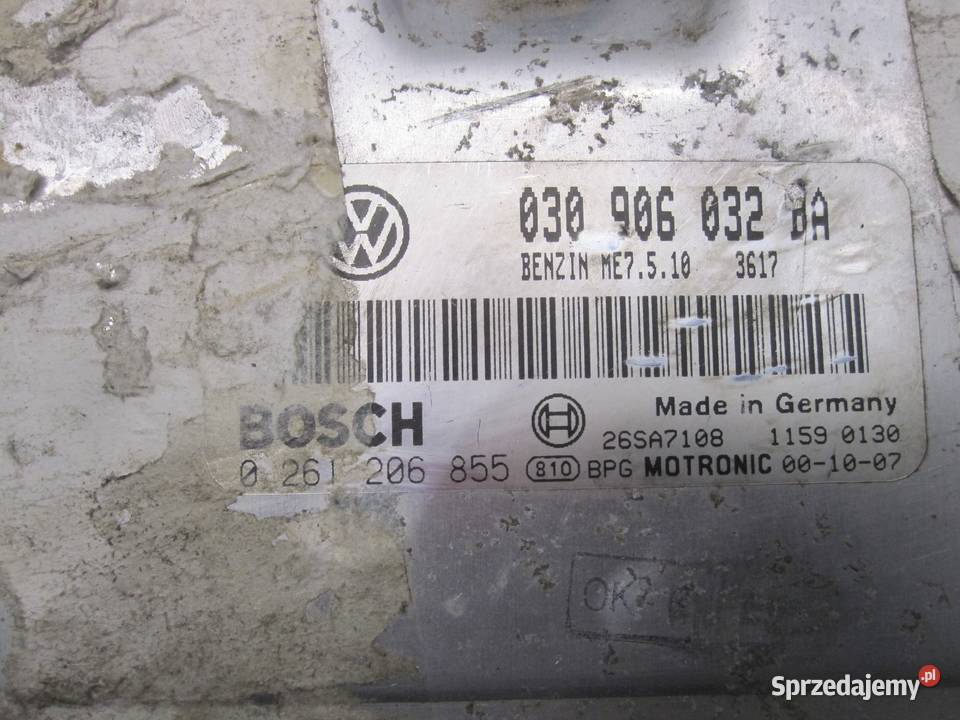 030 906 032 BA
BENZIN ME7.5.10 3617
BOSCH
Made in Germany
26SA7108 1159 0130
0 261 206 855 810 BPG MOTRONIC 00-10-07
Sprzedajemy.pl